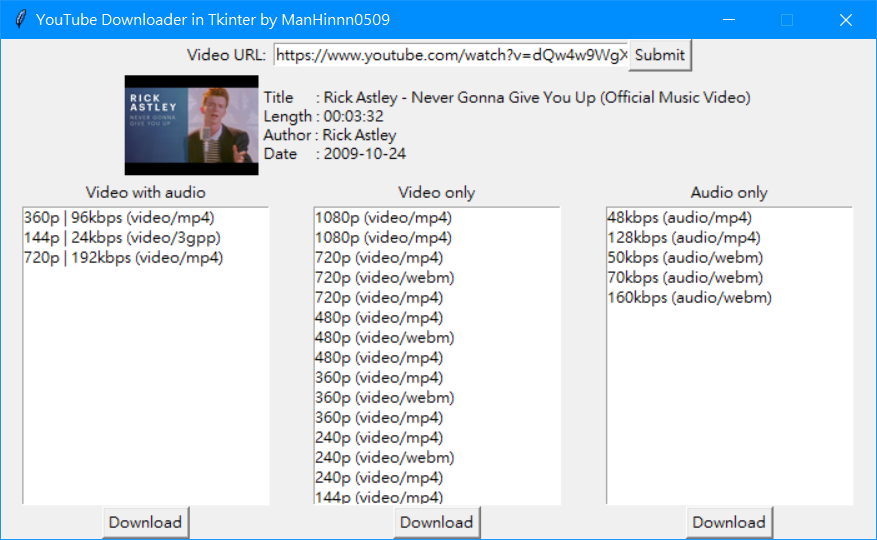 YouTube Downloader in Tkinter by ManHinnn0509
Video URL: https://www.youtube.com/watch?v=dQw4w9WgX Submit
RICK ASTLEY
NEVER GONNA GIVE YOU UP
Title : Rick Astley - Never Gonna Give You Up (Official Music Video)
Length : 00:03:32
Author : Rick Astley
Date : 2009-10-24
Video with audio
360p | 96kbps (video/mp4)
144p | 24kbps (video/3gpp)
720p | 192kbps (video/mp4)
Download
Video only
1080p (video/mp4)
1080p (video/mp4)
720p (video/mp4)
720p (video/webm)
720p (video/mp4)
480p (video/mp4)
480p (video/webm)
480p (video/mp4)
360p (video/mp4)
360p (video/webm)
360p (video/mp4)
240p (video/mp4)
240p (video/webm)
240p (video/mp4)
144p (video/mp4)
Download
Audio only
48kbps (audio/mp4)
128kbps (audio/mp4)
50kbps (audio/webm)
70kbps (audio/webm)
160kbps (audio/webm)
Download